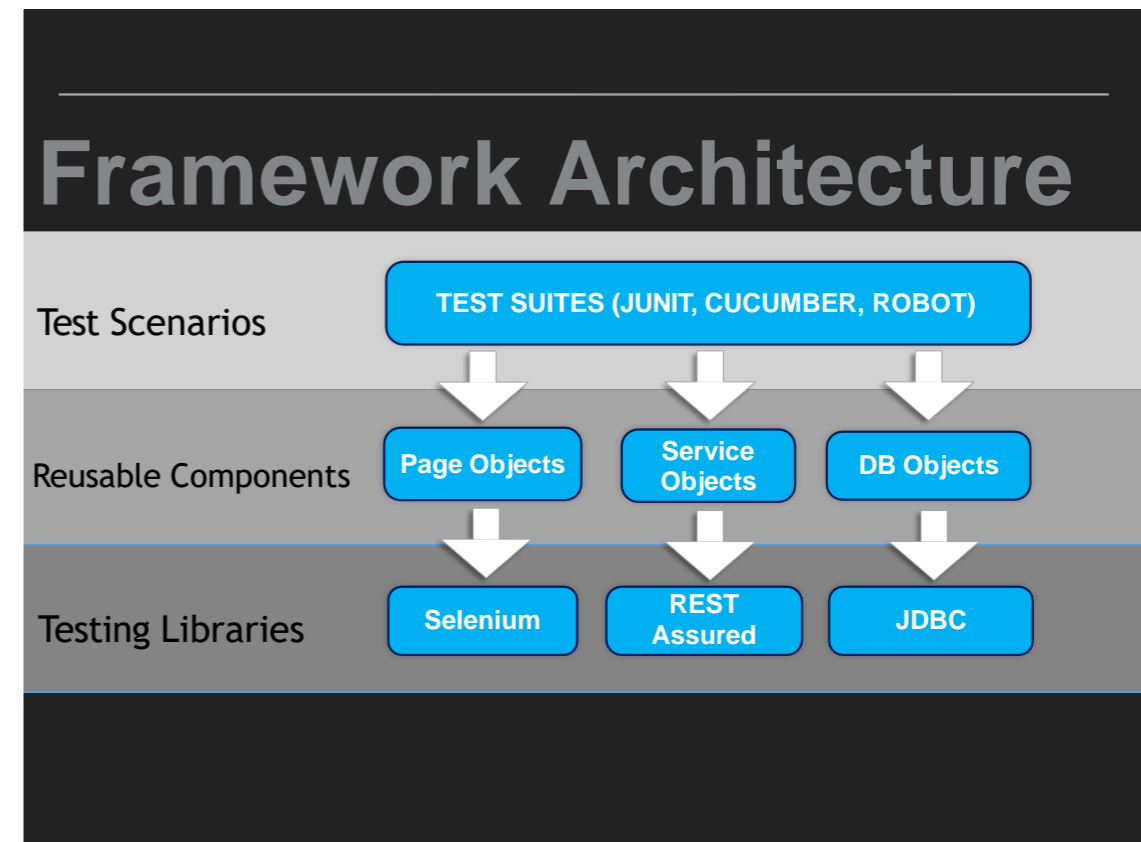 Framework Architecture
Test Scenarios
TEST SUITES (JUNIT, CUCUMBER, ROBOT)
Reusable Components
Page Objects
Service
Objects
DB Objects
Testing Libraries
Selenium
REST
Assured
JDBC